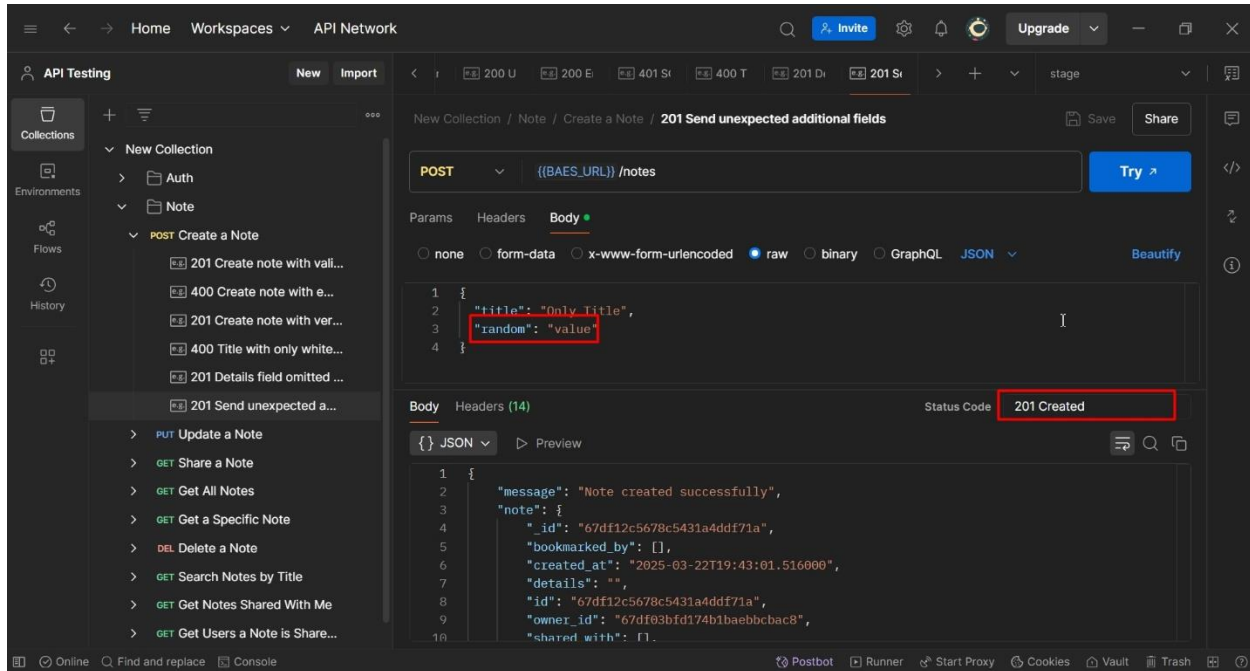 Home Workspaces API Network Invite Upgrade
API Testing New Import 200 U 200 E 401 S 400 T 201 D 201 S stage
Collections
Environments
Flows
History
New Collection
Auth
Note
POST Create a Note
e.g. 201 Create note with vali...
e.g. 400 Create note with e...
e.g. 201 Create note with ver...
e.g. 400 Title with only white...
e.g. 201 Details field omitted ...
e.g. 201 Send unexpected a...
PUT Update a Note
GET Share a Note
GET Get All Notes
GET Get a Specific Note
DEL Delete a Note
GET Search Notes by Title
GET Get Notes Shared With Me
GET Get Users a Note is Share...
New Collection / Note / Create a Note / 201 Send unexpected additional fields Save Share
POST {{BAES_URL}} /notes Try
Params Headers Body
none form-data x-www-form-urlencoded raw binary GraphQL JSON Beautify
1 {
2 "title": "Only Title",
3 "random": "value"
4 }
Body Headers (14) Status Code 201 Created
{} JSON Preview
1 {
2 "message": "Note created successfully",
3 "note": {
4 "_id": "67df12c5678c5431a4ddf71a",
5 "bookmarked_by": [],
6 "created_at": "2025-03-22T19:43:01.516000",
7 "details": "",
8 "id": "67df12c5678c5431a4ddf71a",
9 "owner_id": "67df03bfd174b1baebbcbac8",
10 "shared_with": [],
Online Find and replace Console Postbot Runner Start Proxy Cookies Vault Trash